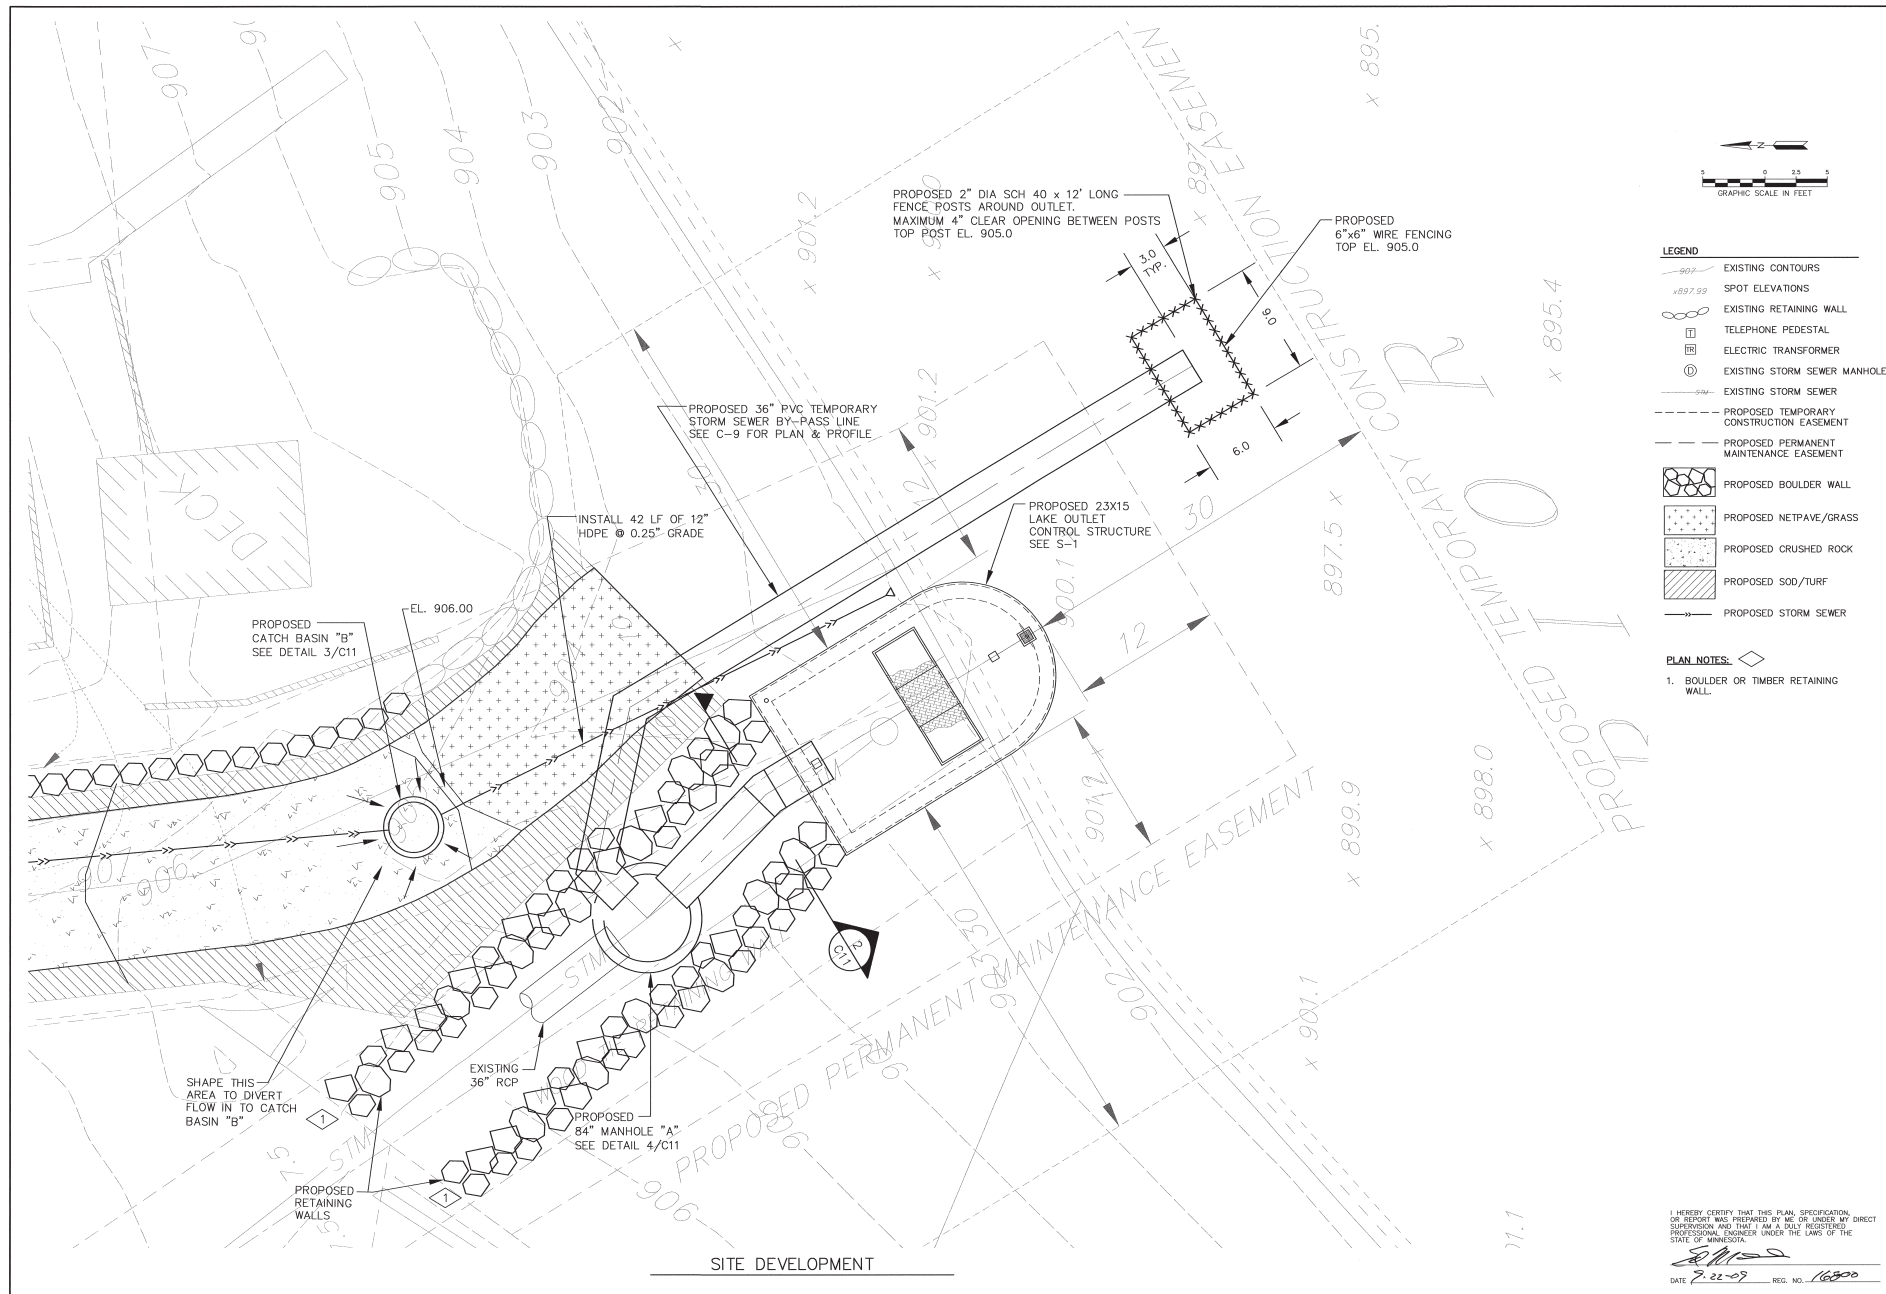 907
905
904
903
902
901.2
897.
895.
PROPOSED 2" DIA SCH 40 x 12' LONG
FENCE POSTS AROUND OUTLET.
MAXIMUM 4" CLEAR OPENING BETWEEN POSTS
TOP POST EL. 905.0
PROPOSED
6"x6" WIRE FENCING
TOP EL. 905.0
3.0
TYP.
9.0
6.0
895.4
PROPOSED TEMPORARY CONSTRUCTION EASEMEN
PROPOSED 36" PVC TEMPORARY
STORM SEWER BY-PASS LINE
SEE C-9 FOR PLAN & PROFILE
901.2
12
30
INSTALL 42 LF OF 12"
HDPE @ 0.25" GRADE
PROPOSED 23X15
LAKE OUTLET
CONTROL STRUCTURE
SEE S-1
DECK
897.5
900.1
12
EL. 906.00
PROPOSED
CATCH BASIN "B"
SEE DETAIL 3/C11
10
901.2
899.9
898.0
906
30
903
902
901.1
2
C11
STM
PROPOSED PERMANENT MAINTENANCE EASEMENT
EXISTING
36" RCP
PROPOSED
84" MANHOLE "A"
SEE DETAIL 4/C11
SHAPE THIS
AREA TO DIVERT
FLOW IN TO CATCH
BASIN "B"
1
STM
PROPOSED
RETAINING
WALLS
1
906
SITE DEVELOPMENT
N
5 0 2.5 5
GRAPHIC SCALE IN FEET
LEGEND
907 EXISTING CONTOURS
x897.99 SPOT ELEVATIONS
EXISTING RETAINING WALL
T TELEPHONE PEDESTAL
TR ELECTRIC TRANSFORMER
D EXISTING STORM SEWER MANHOLE
STM EXISTING STORM SEWER
PROPOSED TEMPORARY
CONSTRUCTION EASEMENT
PROPOSED PERMANENT
MAINTENANCE EASEMENT
PROPOSED BOULDER WALL
PROPOSED NETPAVE/GRASS
PROPOSED CRUSHED ROCK
PROPOSED SOD/TURF
PROPOSED STORM SEWER
PLAN NOTES:
1. BOULDER OR TIMBER RETAINING
WALL.
I HEREBY CERTIFY THAT THIS PLAN, SPECIFICATION,
OR REPORT WAS PREPARED BY ME OR UNDER MY DIRECT
SUPERVISION AND THAT I AM A DULY REGISTERED
PROFESSIONAL ENGINEER UNDER THE LAWS OF THE
STATE OF MINNESOTA.
DATE 9-22-09 REG. NO. 16800